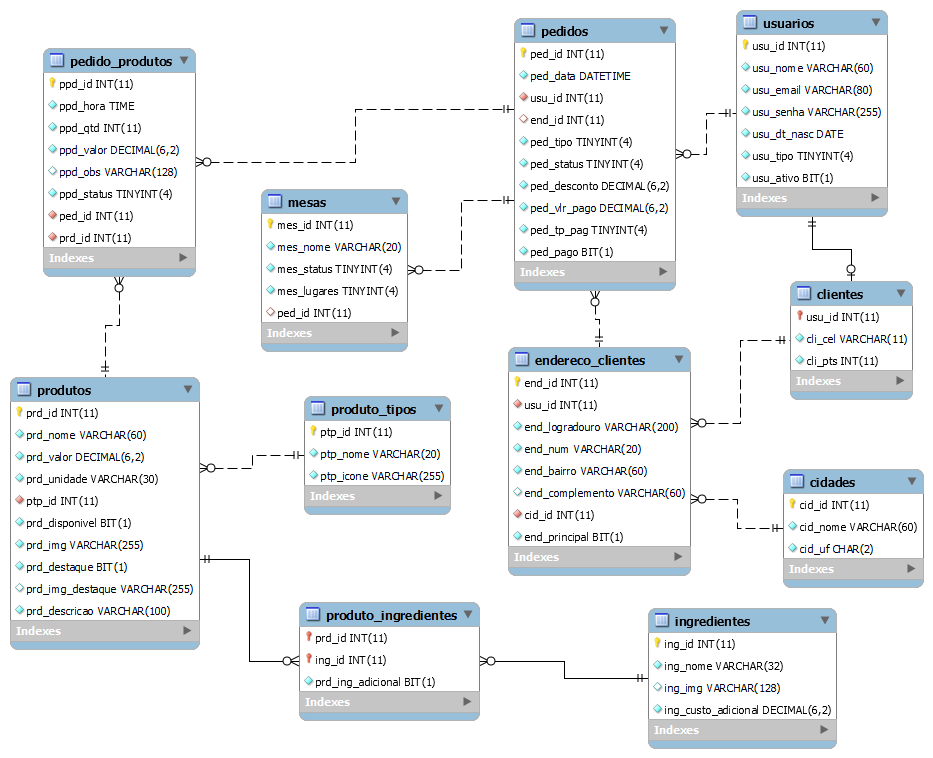 pedido_produtos
ppd_id INT(11)
ppd_hora TIME
ppd_qtd INT(11)
ppd_valor DECIMAL(6,2)
ppd_obs VARCHAR(128)
ppd_status TINYINT(4)
ped_id INT(11)
prd_id INT(11)
Indexes
pedidos
ped_id INT(11)
ped_data DATETIME
usu_id INT(11)
end_id INT(11)
ped_tipo TINYINT(4)
ped_status TINYINT(4)
ped_desconto DECIMAL(6,2)
ped_vlr_pago DECIMAL(6,2)
ped_tp_pag TINYINT(4)
ped_pago BIT(1)
Indexes
usuarios
usu_id INT(11)
usu_nome VARCHAR(60)
usu_email VARCHAR(80)
usu_senha VARCHAR(255)
usu_dt_nasc DATE
usu_tipo TINYINT(4)
usu_ativo BIT(1)
Indexes
mesas
mes_id INT(11)
mes_nome VARCHAR(20)
mes_status TINYINT(4)
mes_lugares TINYINT(4)
ped_id INT(11)
Indexes
clientes
usu_id INT(11)
cli_cel VARCHAR(11)
cli_pts INT(11)
Indexes
produtos
prd_id INT(11)
prd_nome VARCHAR(60)
prd_valor DECIMAL(6,2)
prd_unidade VARCHAR(30)
ptp_id INT(11)
prd_disponivel BIT(1)
prd_img VARCHAR(255)
prd_destaque BIT(1)
prd_img_destaque VARCHAR(255)
prd_descricao VARCHAR(100)
Indexes
produto_tipos
ptp_id INT(11)
ptp_nome VARCHAR(20)
ptp_icone VARCHAR(255)
Indexes
endereco_clientes
end_id INT(11)
usu_id INT(11)
end_logradouro VARCHAR(200)
end_num VARCHAR(20)
end_bairro VARCHAR(60)
end_complemento VARCHAR(60)
cid_id INT(11)
end_principal BIT(1)
Indexes
cidades
cid_id INT(11)
cid_nome VARCHAR(60)
cid_uf CHAR(2)
Indexes
produto_ingredientes
prd_id INT(11)
ing_id INT(11)
prd_ing_adicional BIT(1)
Indexes
ingredientes
ing_id INT(11)
ing_nome VARCHAR(32)
ing_img VARCHAR(128)
ing_custo_adicional DECIMAL(6,2)
Indexes